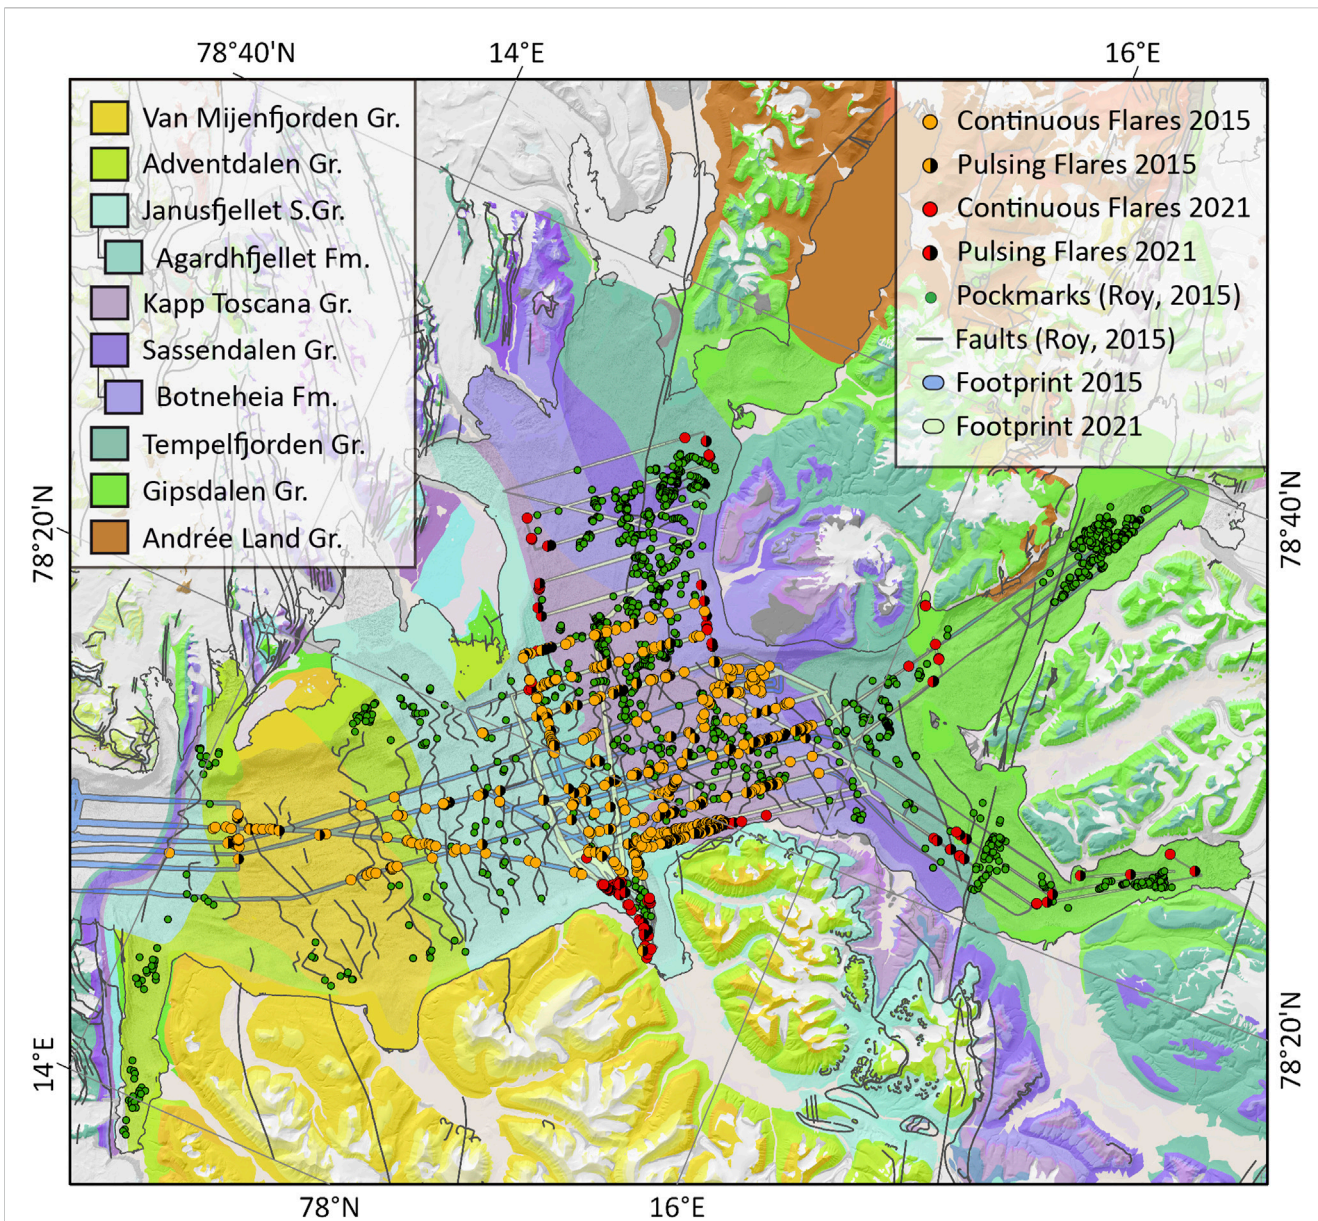 78°40'N
14°E
16°E
Van Mijenfjorden Gr.
Adventdalen Gr.
Janusfjellet S.Gr.
Agardhfjellet Fm.
Kapp Toscana Gr.
Sassendalen Gr.
Botneheia Fm.
Tempelfjorden Gr.
Gipsdalen Gr.
Andrée Land Gr.
Continuous Flares 2015
Pulsing Flares 2015
Continuous Flares 2021
Pulsing Flares 2021
Pockmarks (Roy, 2015)
Faults (Roy, 2015)
Footprint 2015
Footprint 2021
78°20'N
78°40'N
14°E
78°20'N
78°N
16°E